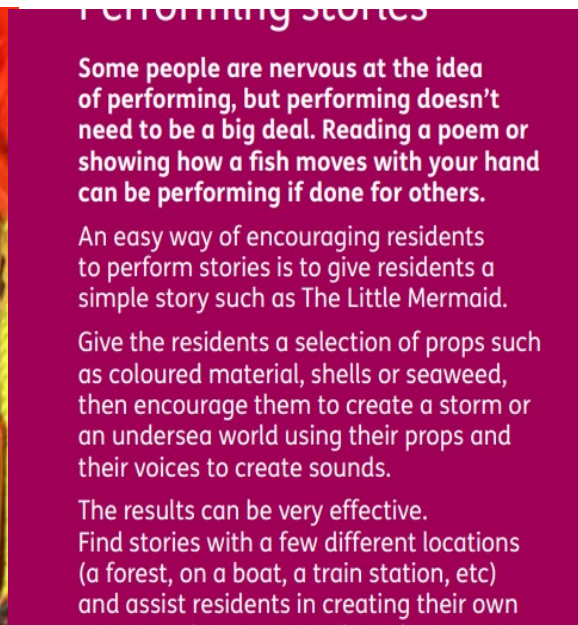 Performing stories
Some people are nervous at the idea
of performing, but performing doesn't
need to be a big deal. Reading a poem or
showing how a fish moves with your hand
can be performing if done for others.
An easy way of encouraging residents
to perform stories is to give residents a
simple story such as The Little Mermaid.
Give the residents a selection of props such
as coloured material, shells or seaweed,
then encourage them to create a storm or
an undersea world using their props and
their voices to create sounds.
The results can be very effective.
Find stories with a few different locations
(a forest, on a boat, a train station, etc)
and assist residents in creating their own